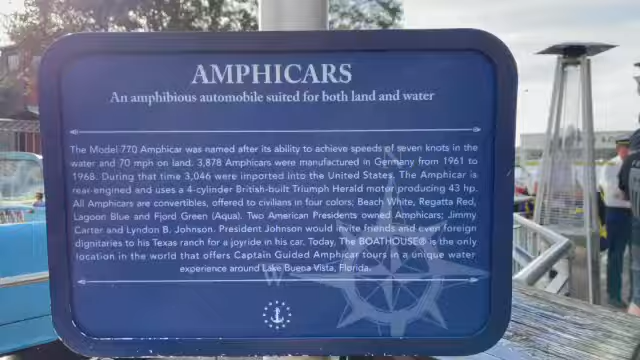 AMPHICARS
An amphibious automobile suited for both land and water
The Model 770 Amphicar was named after its ability to achieve speeds of seven knots in the
water and 70 mph on land. 3,878 Amphicars were manufactured in Germany from 1961 to
1968. During that time 3,046 were imported into the United States. The Amphicar is
rear-engined and uses a 4-cylinder British-built Triumph Herald motor producing 43 hp.
All Amphicars are convertibles, offered to civilians in four colors; Beach White, Regatta Red,
Lagoon Blue and Fjord Green (Aqua). Two American Presidents owned Amphicars; Jimmy
Carter and Lyndon B. Johnson. President Johnson would invite friends and even foreign
dignitaries to his Texas ranch for a joyride in his car. Today, The BOATHOUSE® is the only
location in the world that offers Captain Guided Amphicar tours in a unique water
experience around Lake Buena Vista, Florida.
W